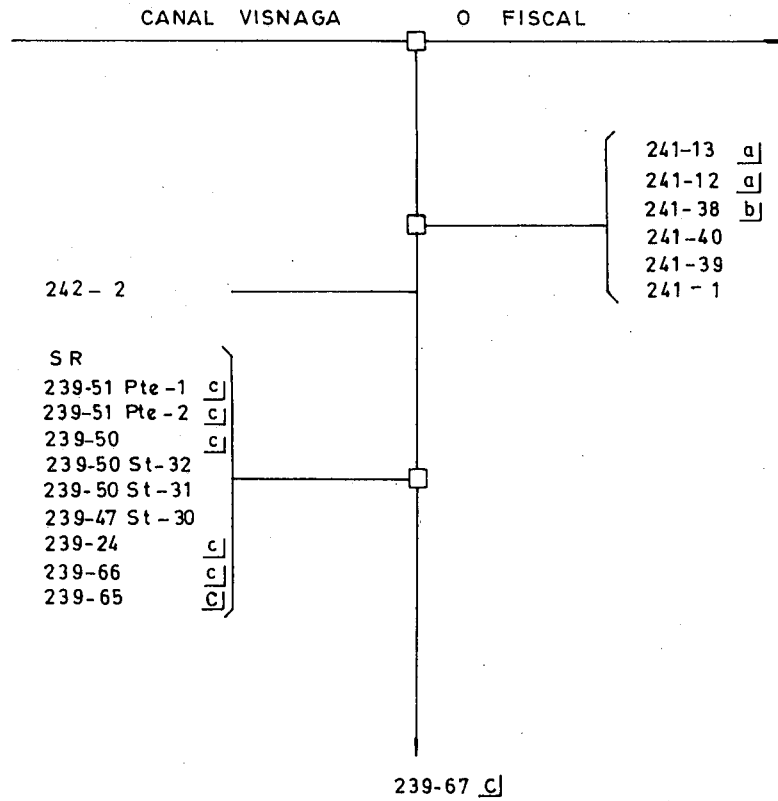 CANAL VISNAGA O FISCAL
241-13 a
241-12 a
241-38 b
241-40
241-39
241-1
242-2
SR
239-51 Pte-1 c
239-51 Pte-2 c
239-50 c
239-50 St-32
239-50 St-31
239-47 St-30
239-24 c
239-66 c
239-65 C
239-67 C